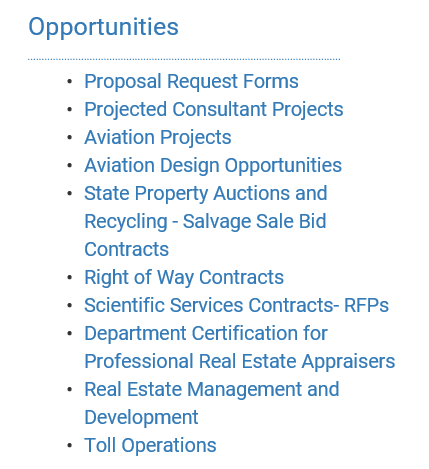 Opportunities
• Proposal Request Forms
• Projected Consultant Projects
• Aviation Projects
• Aviation Design Opportunities
• State Property Auctions and
Recycling - Salvage Sale Bid
Contracts
• Right of Way Contracts
• Scientific Services Contracts- RFPs
• Department Certification for
Professional Real Estate Appraisers
• Real Estate Management and
Development
• Toll Operations